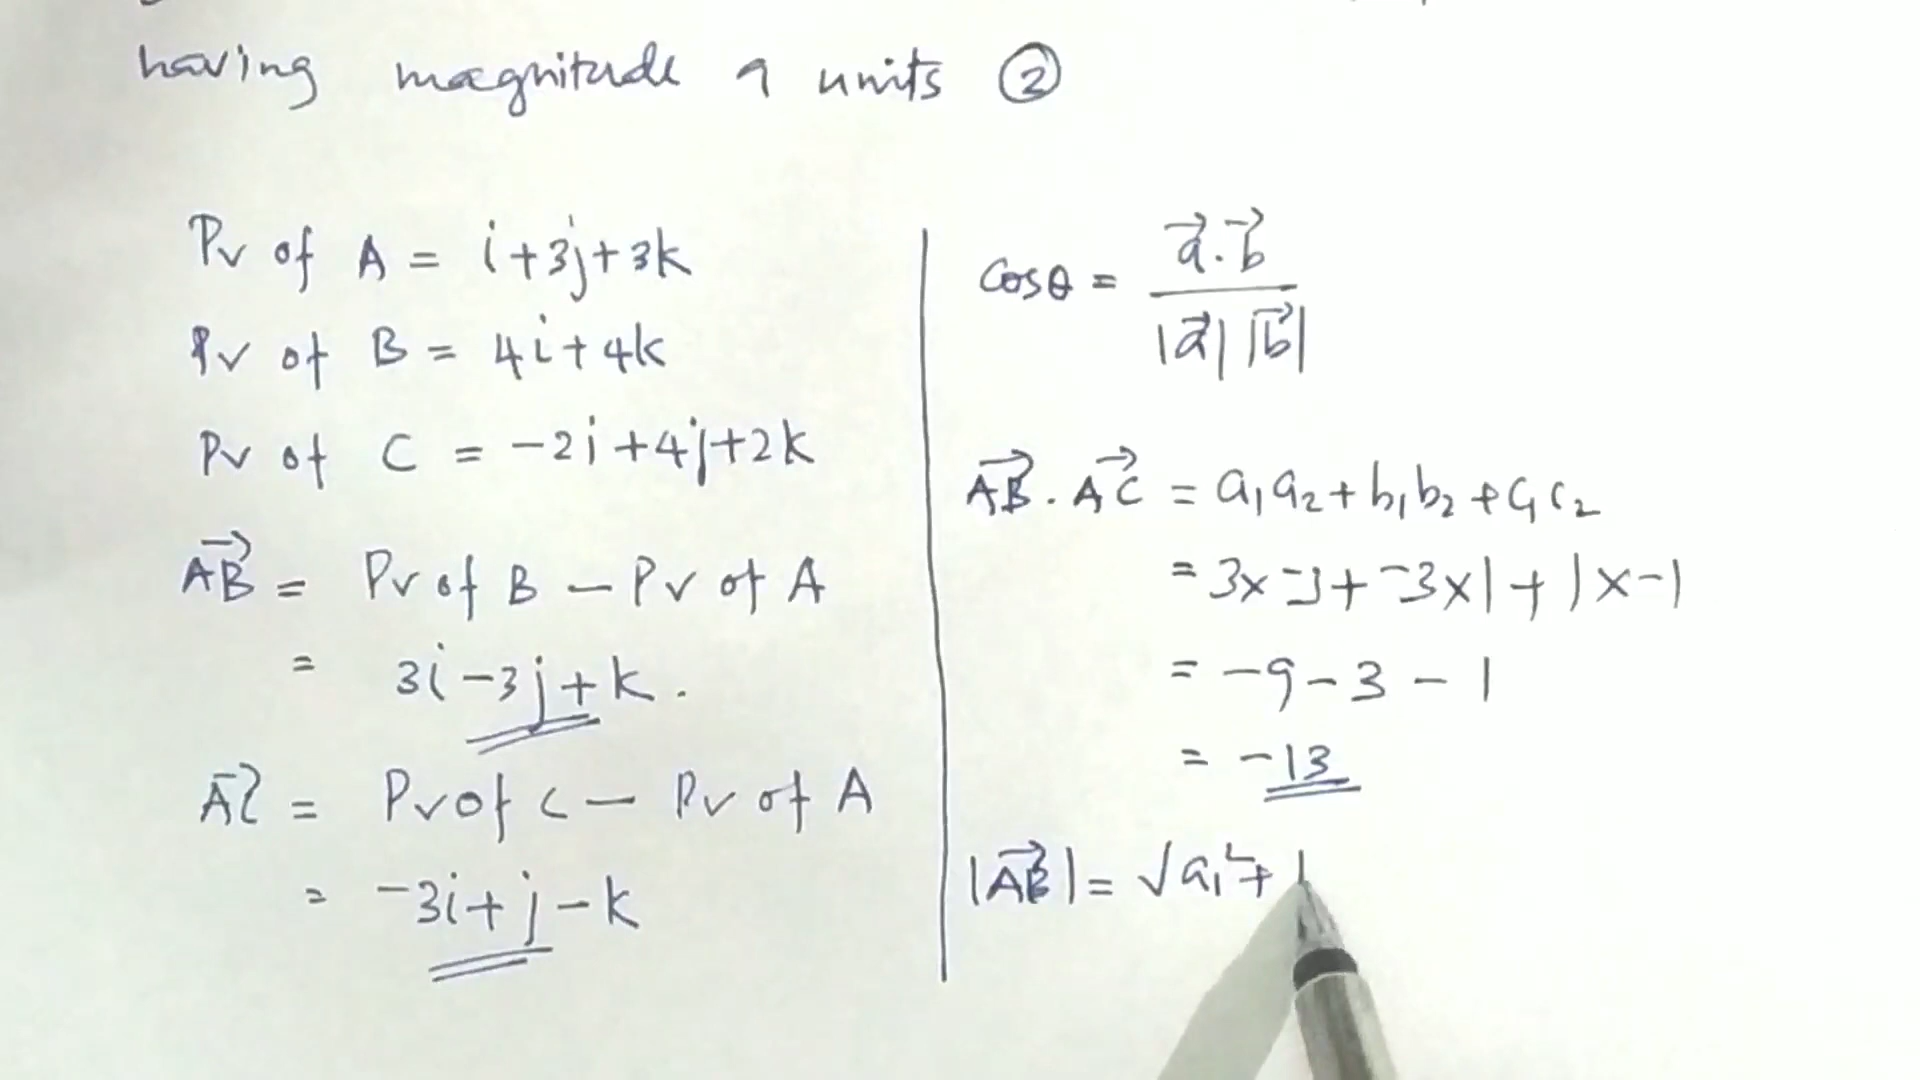 having magnitude 9 units ②
Pv of A = i+3j+3k
Pv of B = 4i+4k
Pv of C = -2i+4j+2k
AB⃗ = Pv of B - Pv of A
= 3i-3j+k.
AC⃗ = Pv of C - Pv of A
= -3i+j-k
cosθ = a⃗.b⃗ / |a⃗| |b⃗|
AB⃗ . AC⃗ = a₁a₂+b₁b₂+c₁c₂
= 3x-3+-3x1+1x-1
= -9-3-1
= -13
|AB⃗| = √a₁²+